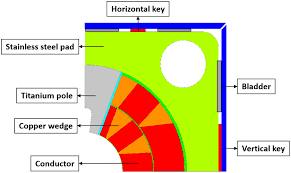 Horizontal key
Stainless steel pad
Titanium pole
Bladder
Copper wedge
Vertical key
Conductor